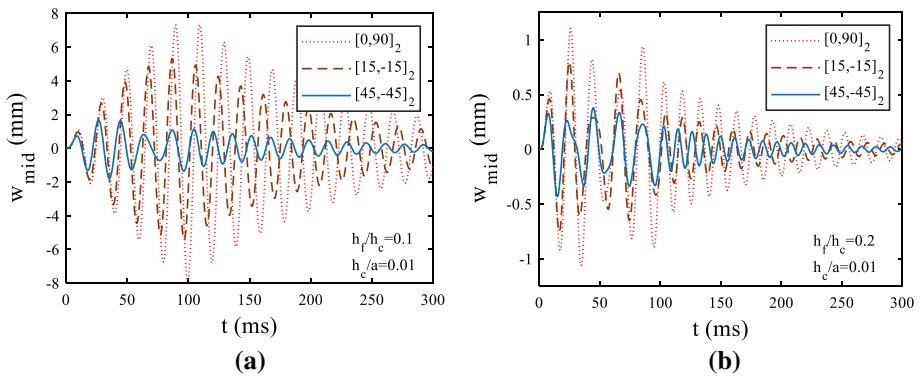 8
6
4
2
0
-2
-4
-6
-8
w_mid (mm)
[0,90]_2
[15,-15]_2
[45,-45]_2
h_f/h_c=0.1
h_c/a=0.01
0 50 100 150 200 250 300
t (ms)
(a)
1
0.5
0
-0.5
-1
w_mid (mm)
[0,90]_2
[15,-15]_2
[45,-45]_2
h_f/h_c=0.2
h_c/a=0.01
0 50 100 150 200 250 300
t (ms)
(b)